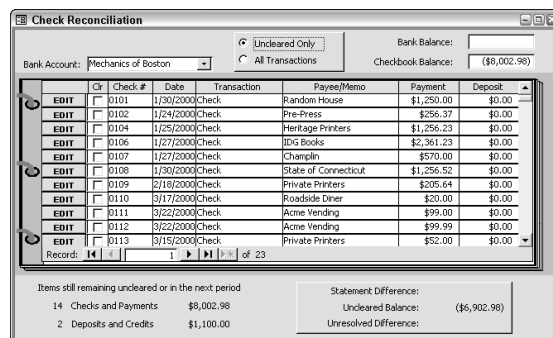 Check Reconciliation
Uncleared Only
Bank Balance:
Bank Account: Mechanics of Boston
All Transactions
Checkbook Balance: ($8,002.98)
Clr Check # Date Transaction Payee/Memo Payment Deposit
EDIT 0101 1/30/2000 Check Random House $1,250.00 $0.00
EDIT 0102 1/24/2000 Check Pre-Press $256.37 $0.00
EDIT 0104 1/25/2000 Check Heritage Printers $1,256.23 $0.00
EDIT 0106 1/27/2000 Check IDG Books $2,361.23 $0.00
EDIT 0107 1/27/2000 Check Champlin $570.00 $0.00
EDIT 0108 1/30/2000 Check State of Connecticut $1,256.52 $0.00
EDIT 0109 2/18/2000 Check Private Printers $205.64 $0.00
EDIT 0110 3/17/2000 Check Roadside Diner $20.00 $0.00
EDIT 0111 3/22/2000 Check Acme Vending $99.00 $0.00
EDIT 0112 3/22/2000 Check Acme Vending $99.99 $0.00
EDIT 0113 3/15/2000 Check Private Printers $52.00 $0.00
Record: 1 of 23
Items still remaining uncleared or in the next period
Statement Difference:
14 Checks and Payments $8,002.98
Uncleared Balance: ($6,902.98)
2 Deposits and Credits $1,100.00
Unresolved Difference: